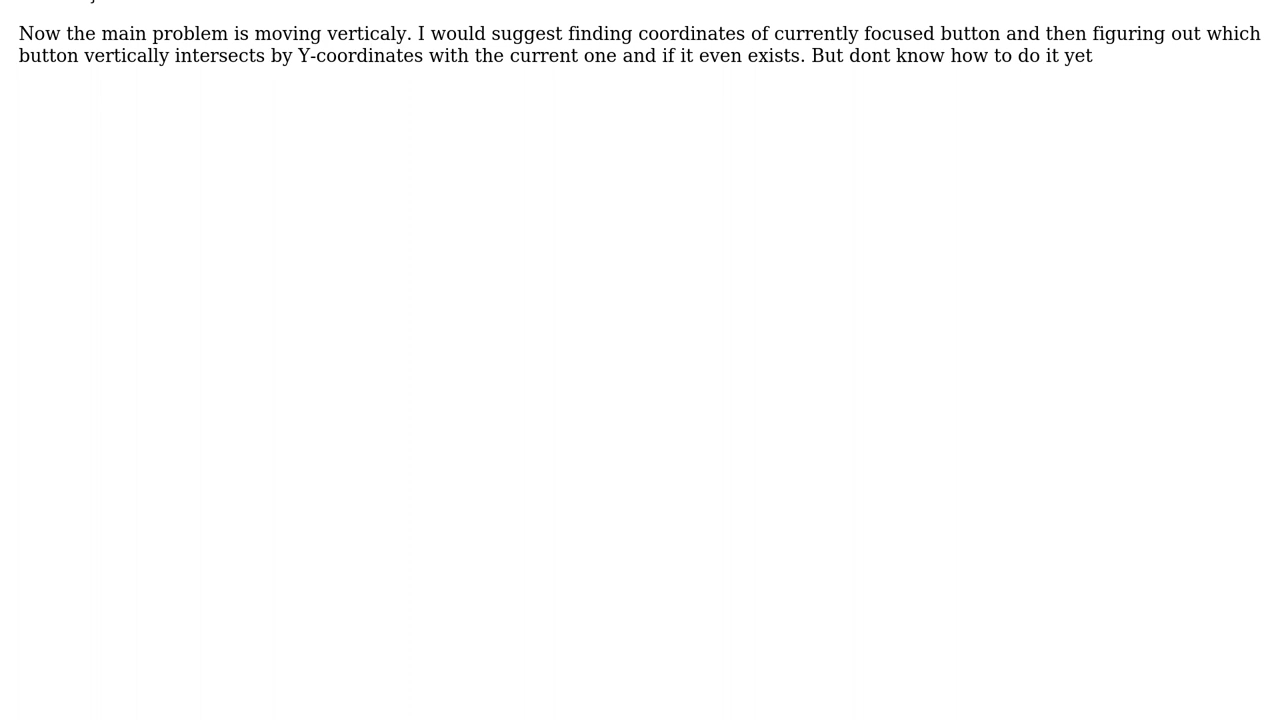 Now the main problem is moving verticaly. I would suggest finding coordinates of currently focused button and then figuring out which
button vertically intersects by Y-coordinates with the current one and if it even exists. But dont know how to do it yet